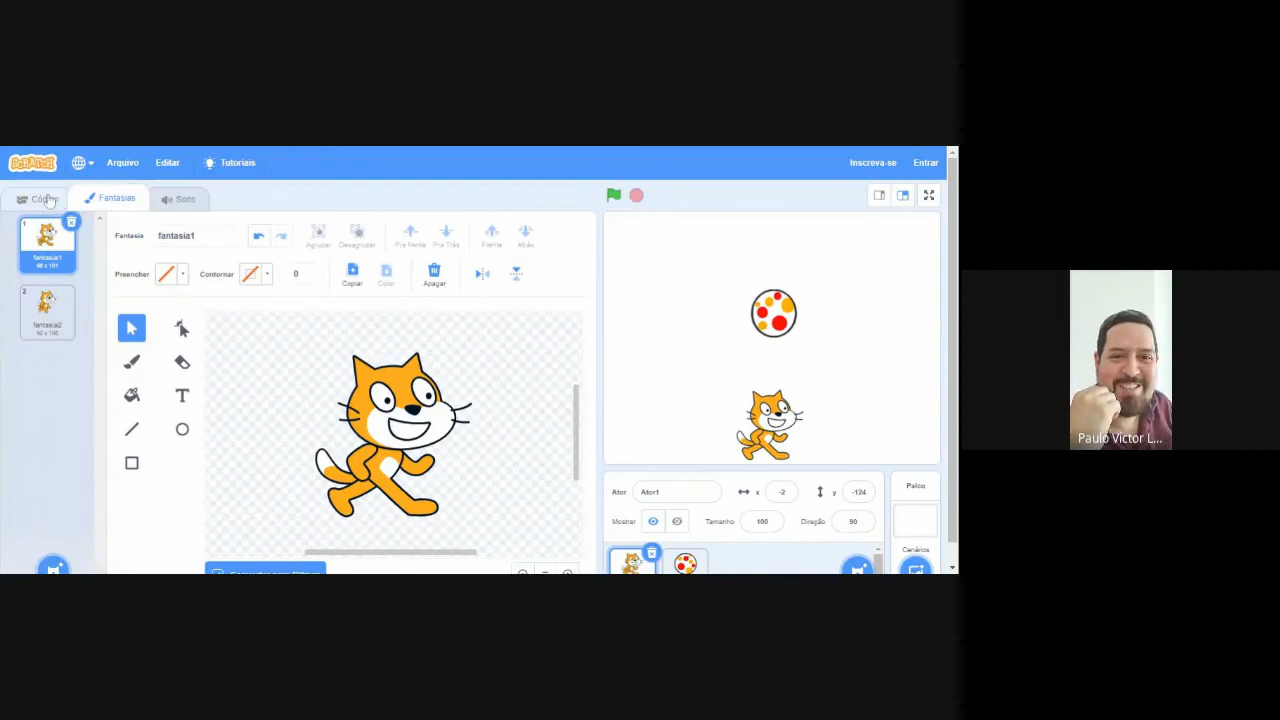 SCRATCH
Arquivo
Editar
Tutoriais
Inscreva-se
Entrar
Código
Fantasias
Sons
1
fantasia1
2
fantasia2
Fantasia
fantasia1
Agrupar
Desagrupar
Pra frente
Pra Trás
Frente
Atrás
Preencher
Contornar
0
Copiar
Colar
Apagar
T
Ator
Ator1
x
-2
y
-124
Mostrar
Tamanho
100
Direção
90
Palco
Cenários
Paulo Victor L...